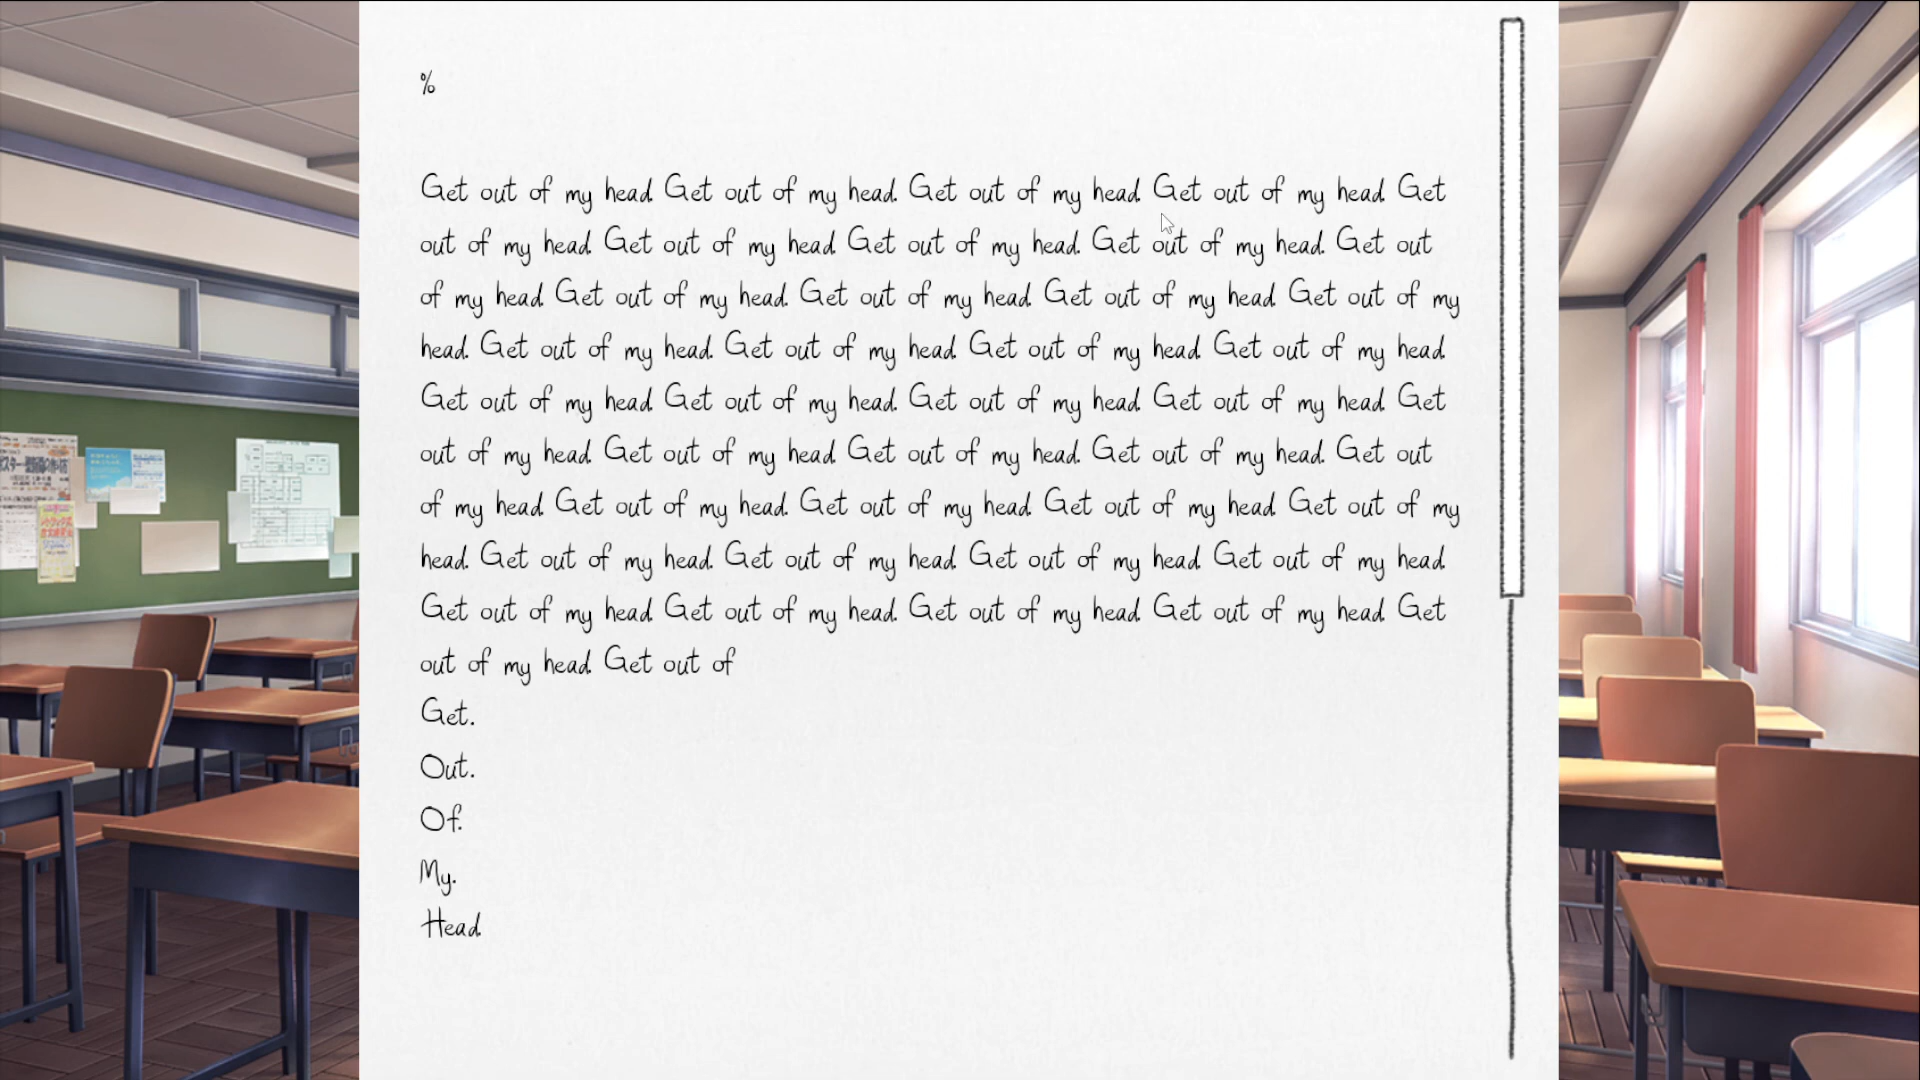 %
Get out of my head. Get out of my head. Get out of my head. Get out of my head. Get
out of my head. Get out of my head. Get out of my head. Get out of my head. Get out
of my head. Get out of my head. Get out of my head. Get out of my head. Get out of my
head. Get out of my head. Get out of my head. Get out of my head. Get out of my head.
Get out of my head. Get out of my head. Get out of my head. Get out of my head. Get
out of my head. Get out of my head. Get out of my head. Get out of my head. Get out
of my head. Get out of my head. Get out of my head. Get out of my head. Get out of my
head. Get out of my head. Get out of my head. Get out of my head. Get out of my head.
Get out of my head. Get out of my head. Get out of my head. Get out of my head. Get
out of my head. Get out of
Get.
Out.
Of.
My.
Head.